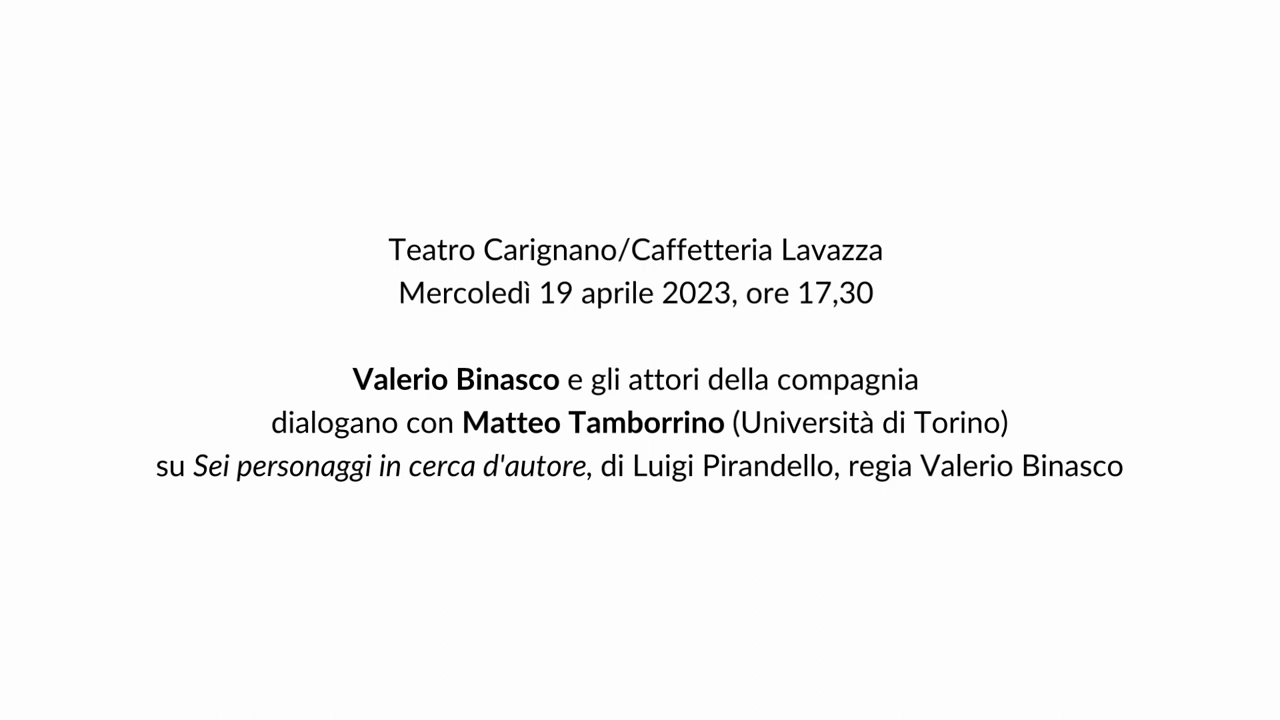 Teatro Carignano/Caffetteria Lavazza
Mercoledì 19 aprile 2023, ore 17,30
Valerio Binasco e gli attori della compagnia
dialogano con Matteo Tamborrino (Università di Torino)
su Sei personaggi in cerca d'autore, di Luigi Pirandello, regia Valerio Binasco